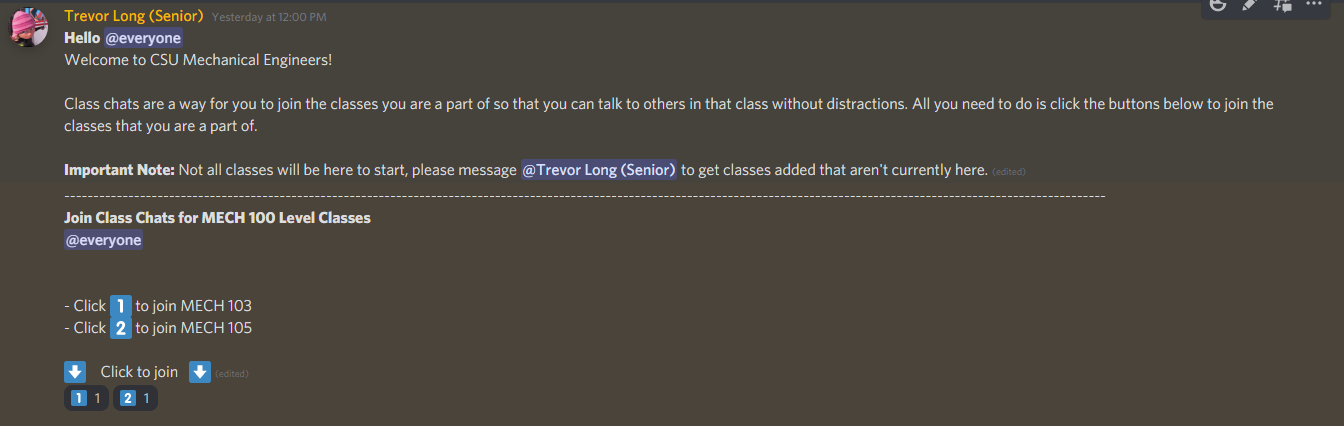 Trevor Long (Senior) Yesterday at 12:00 PM
Hello @everyone
Welcome to CSU Mechanical Engineers!
Class chats are a way for you to join the classes you are a part of so that you can talk to others in that class without distractions. All you need to do is click the buttons below to join the
classes that you are a part of.
Important Note: Not all classes will be here to start, please message @Trevor Long (Senior) to get classes added that aren't currently here. (edited)
Join Class Chats for MECH 100 Level Classes
@everyone
- Click 1 to join MECH 103
- Click 2 to join MECH 105
Click to join (edited)
1 1 2 1